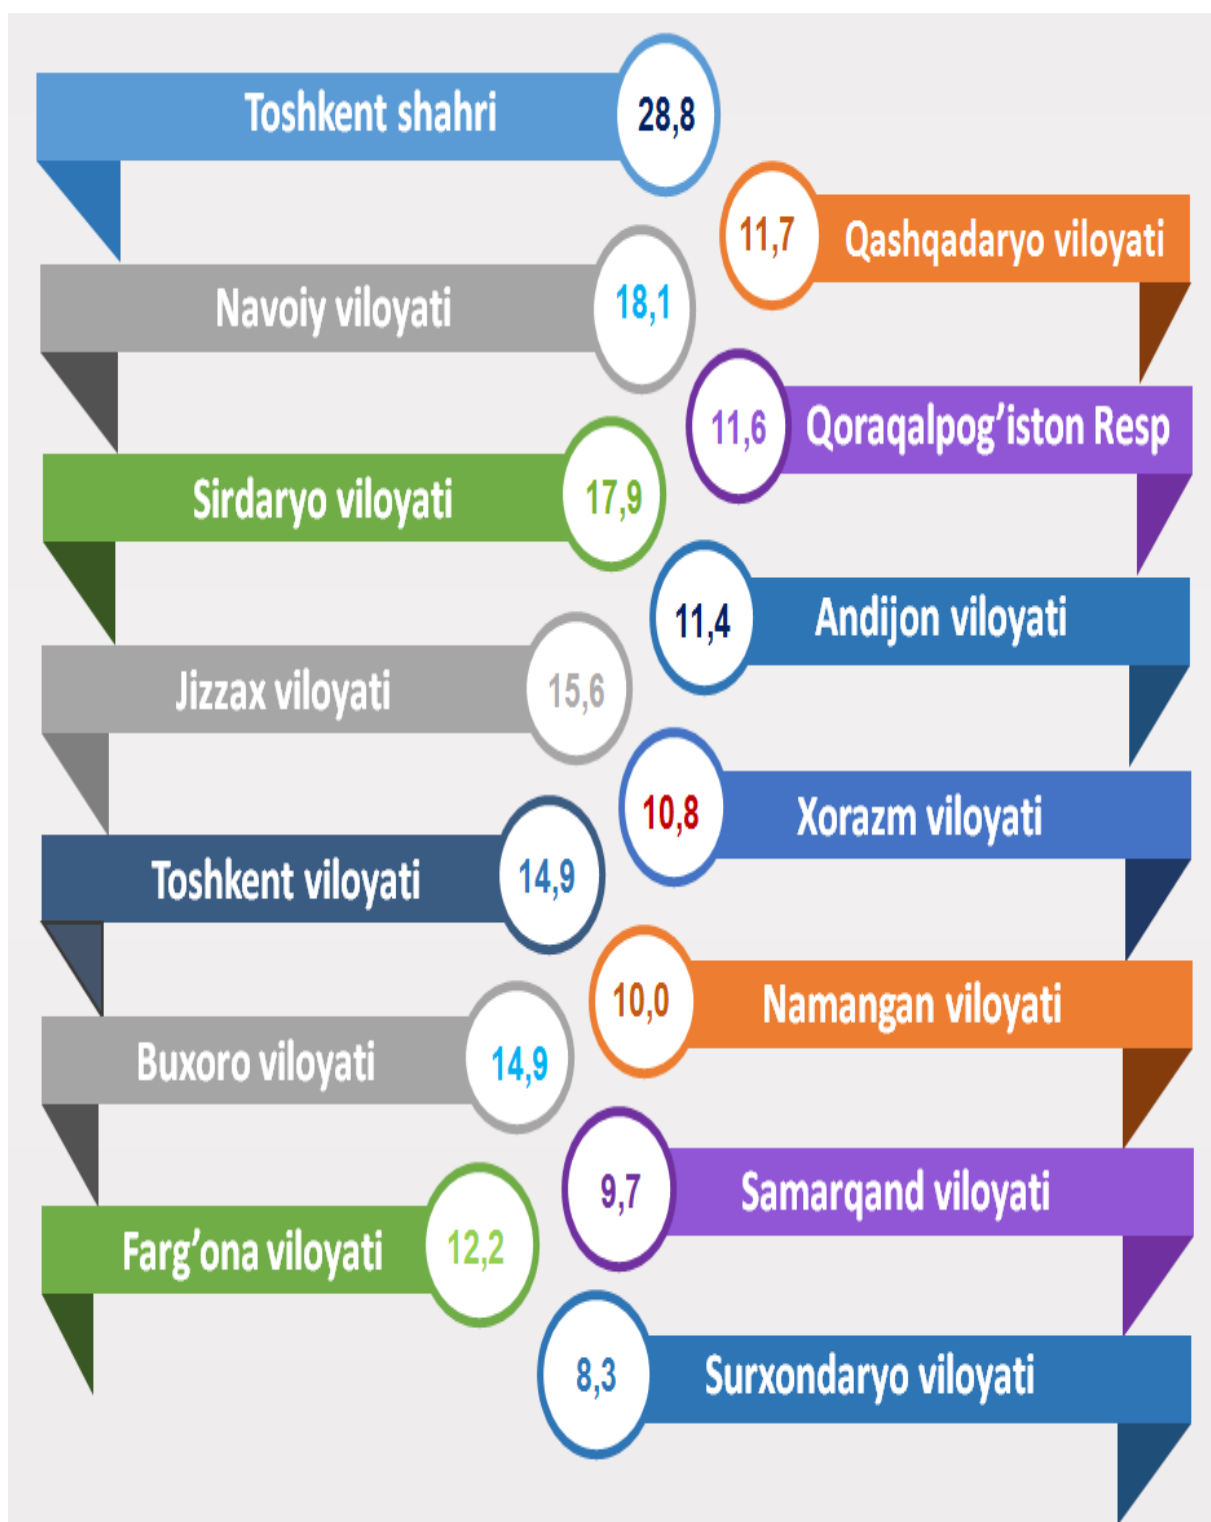 Toshkent shahri 28,8
Navoiy viloyati 18,1
Sirdaryo viloyati 17,9
Jizzax viloyati 15,6
Toshkent viloyati 14,9
Buxoro viloyati 14,9
Farg’ona viloyati 12,2
11,7 Qashqadaryo viloyati
11,6 Qoraqalpog’iston Resp
11,4 Andijon viloyati
10,8 Xorazm viloyati
10,0 Namangan viloyati
9,7 Samarqand viloyati
8,3 Surxondaryo viloyati